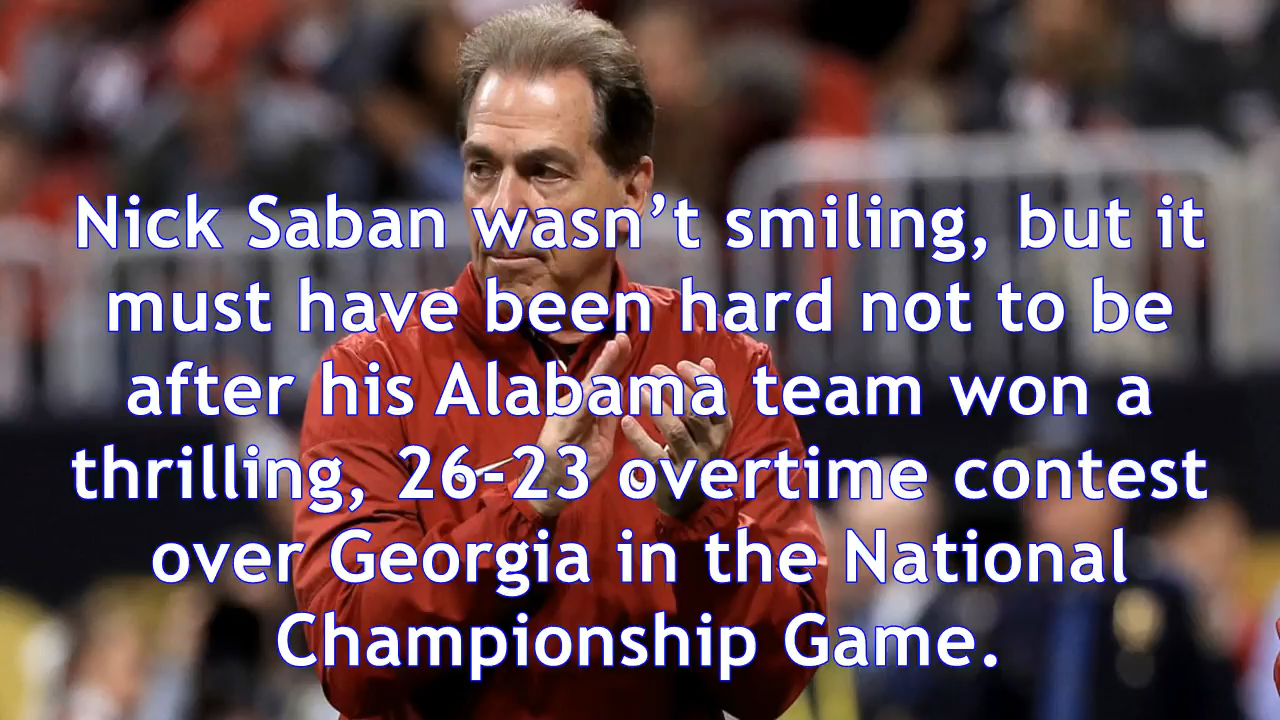 Nick Saban wasn’t smiling, but it
must have been hard not to be
after his Alabama team won a
thrilling, 26-23 overtime contest
over Georgia in the National
Championship Game.